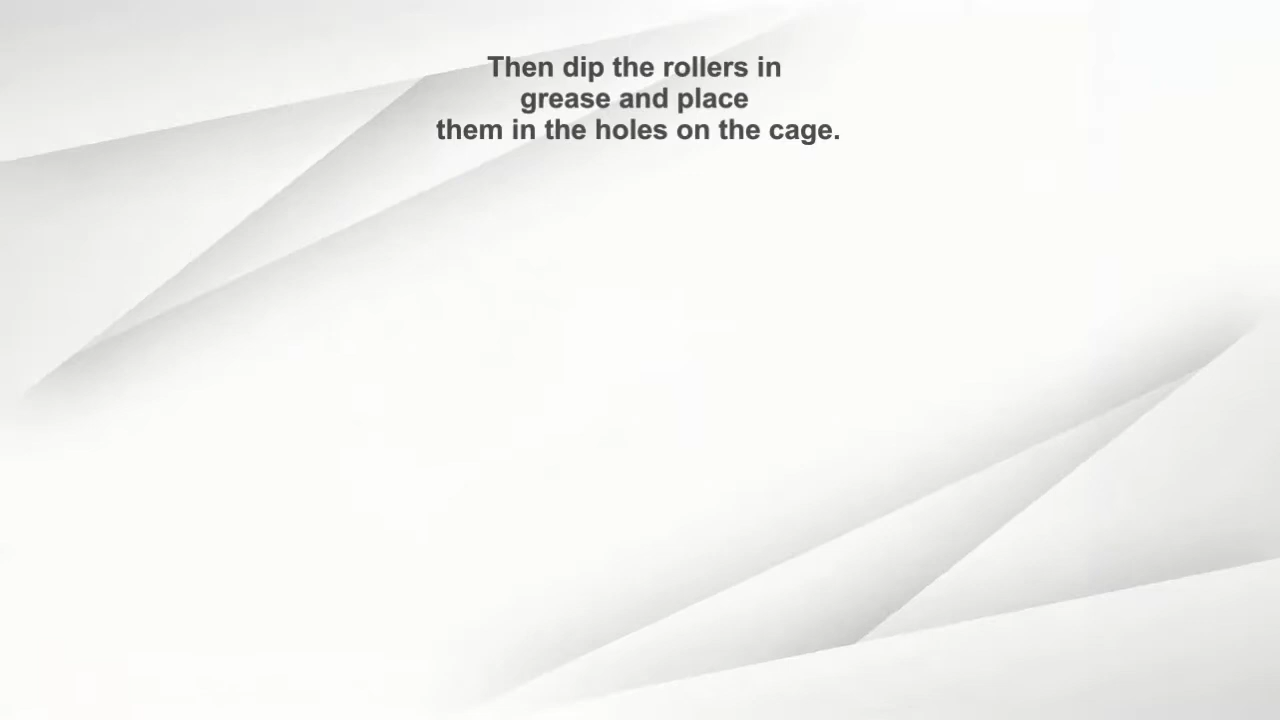 Then dip the rollers in
grease and place
them in the holes on the cage.